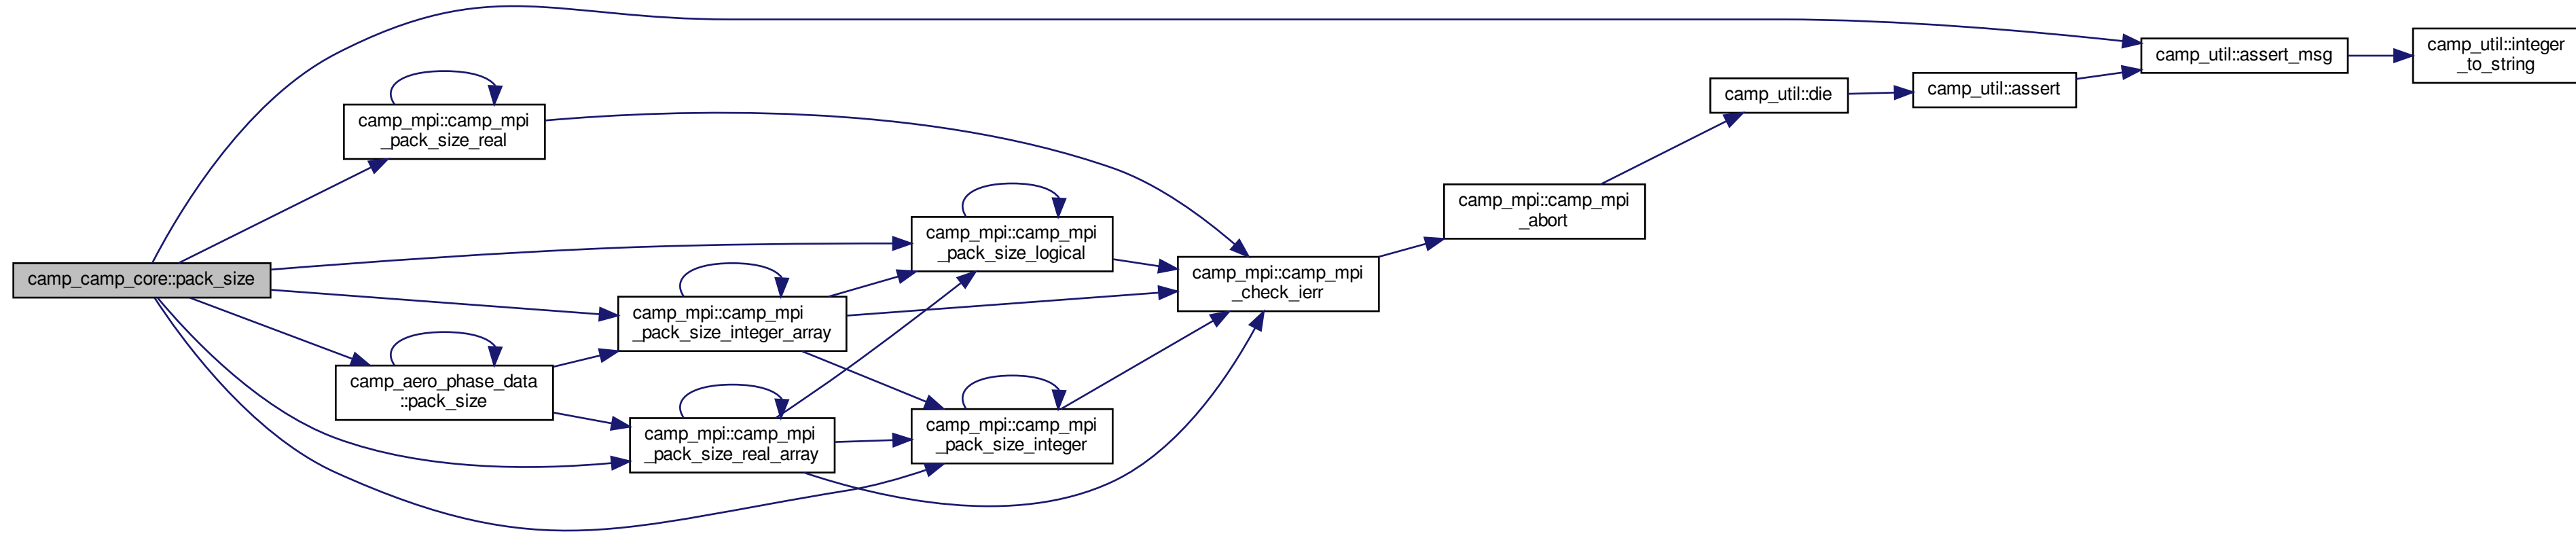 camp_camp_core::pack_size
camp_mpi::camp_mpi
_pack_size_real
camp_aero_phase_data
::pack_size
camp_mpi::camp_mpi
_pack_size_integer_array
camp_mpi::camp_mpi
_pack_size_real_array
camp_mpi::camp_mpi
_pack_size_logical
camp_mpi::camp_mpi
_pack_size_integer
camp_mpi::camp_mpi
_check_ierr
camp_mpi::camp_mpi
_abort
camp_util::die
camp_util::assert
camp_util::assert_msg
camp_util::integer
_to_string